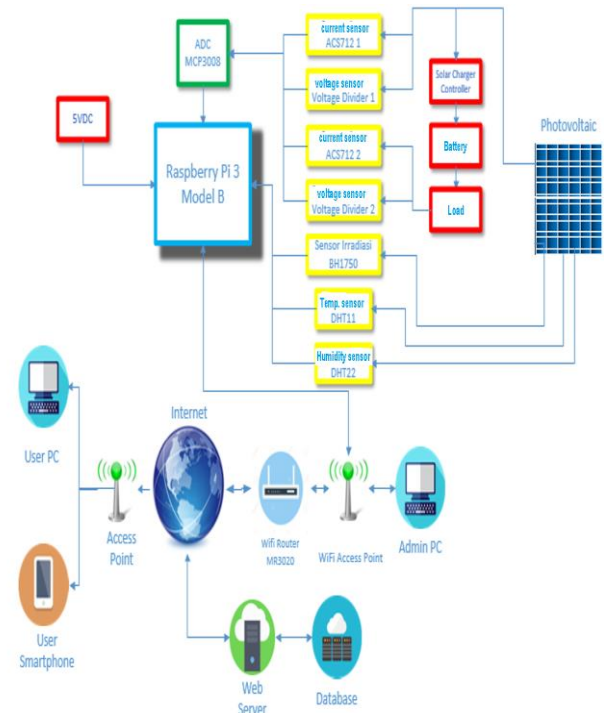 ADC
MCP3008
current sensor
ACS712 1
voltage sensor
Voltage Divider 1
current sensor
ACS712 2
voltage sensor
Voltage Divider 2
Sensor Irradiasi
BH1750
Temp. sensor
DHT11
Humidity sensor
DHT22
Solar Charger
Controller
Battery
Load
Photovoltaic
5VDC
Raspberry Pi 3
Model B
User PC
Access
Point
Internet
Wifi Router
MR3020
WiFi Access Point
Admin PC
User
Smartphone
Web
Server
Database